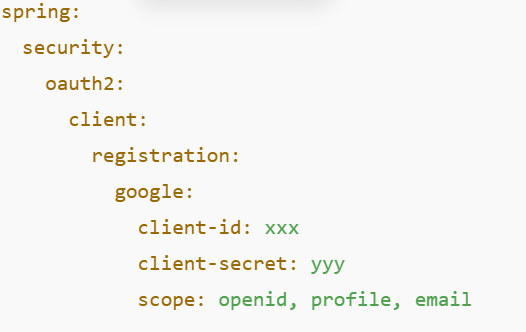 spring:
  security:
    oauth2:
      client:
        registration:
          google:
            client-id: xxx
            client-secret: yyy
            scope: openid, profile, email